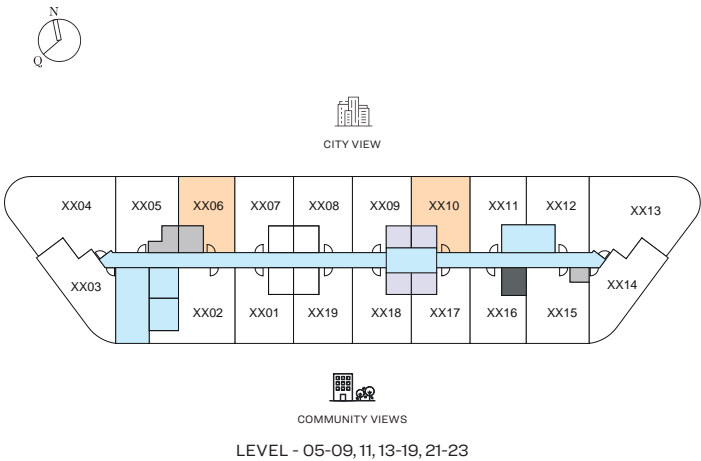 N
Q
CITY VIEW
XX04 XX05 XX06 XX07 XX08 XX09 XX10 XX11 XX12 XX13
XX03 XX14
XX02 XX01 XX19 XX18 XX17 XX16 XX15
COMMUNITY VIEWS
LEVEL - 05-09, 11, 13-19, 21-23